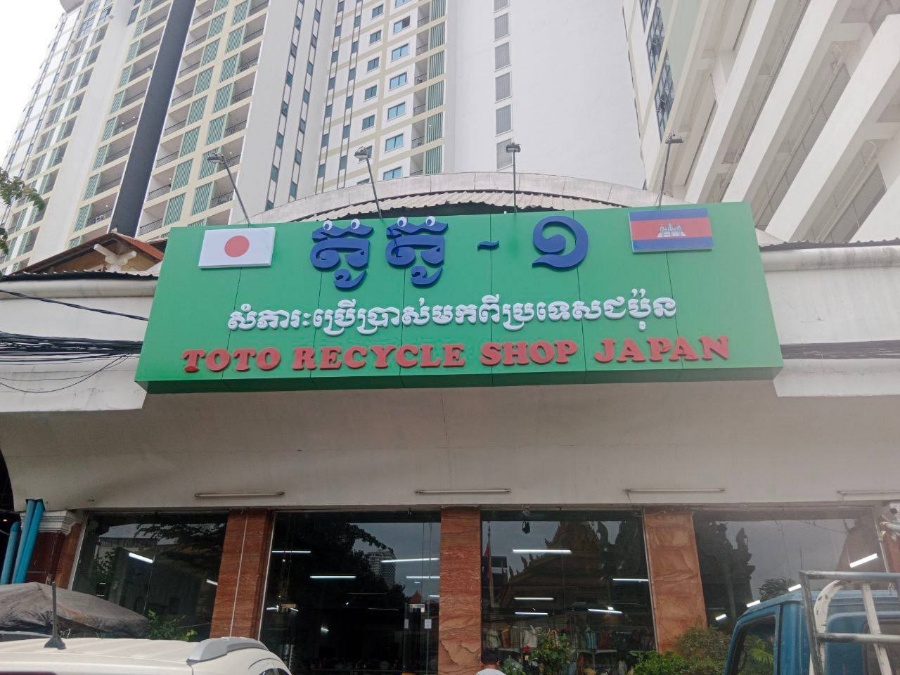 តូតូ - ១
សំភារៈប្រើប្រាស់មកពីប្រទេសជប៉ុន
TOTO RECYCLE SHOP JAPAN